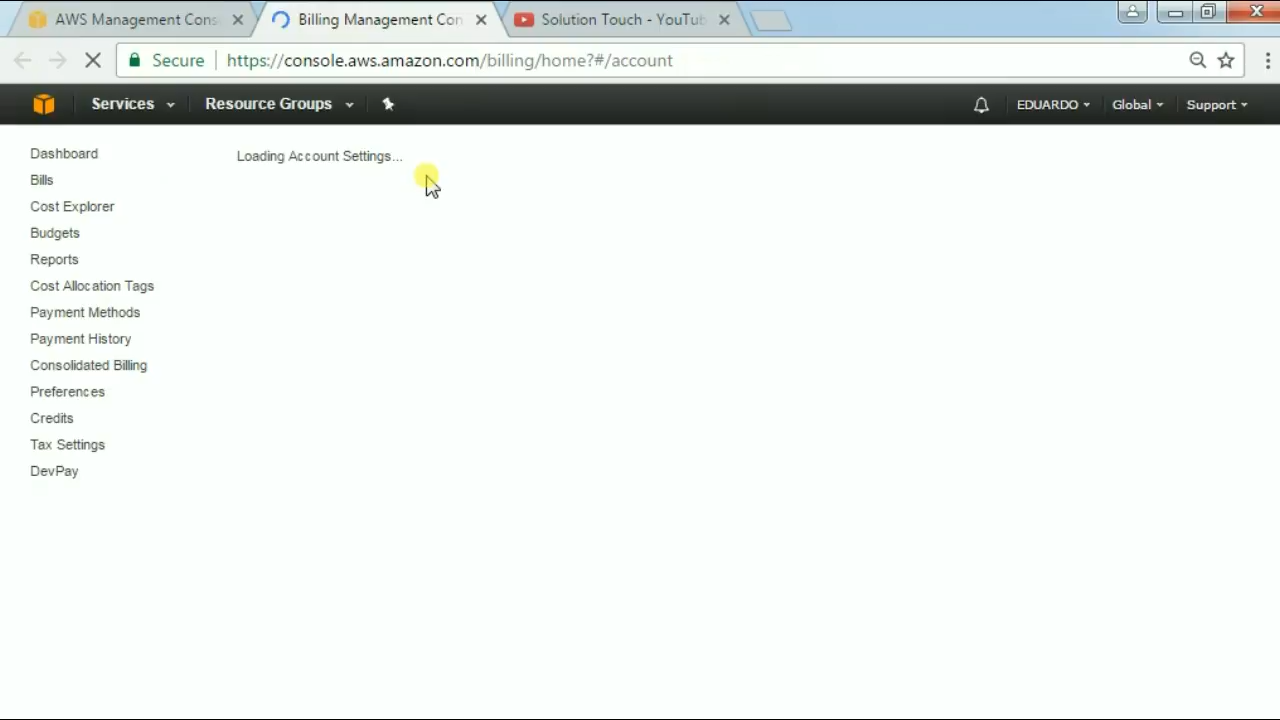 AWS Management Cons
Billing Management Con
Solution Touch - YouTub
Secure
https://console.aws.amazon.com/billing/home?#/account
Services
Resource Groups
EDUARDO
Global
Support
Dashboard
Loading Account Settings...
Bills
Cost Explorer
Budgets
Reports
Cost Allocation Tags
Payment Methods
Payment History
Consolidated Billing
Preferences
Credits
Tax Settings
DevPay